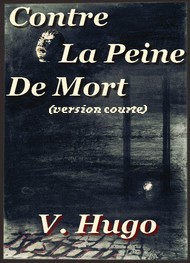 Contre
La Peine
De Mort
(version courte)
V. Hugo